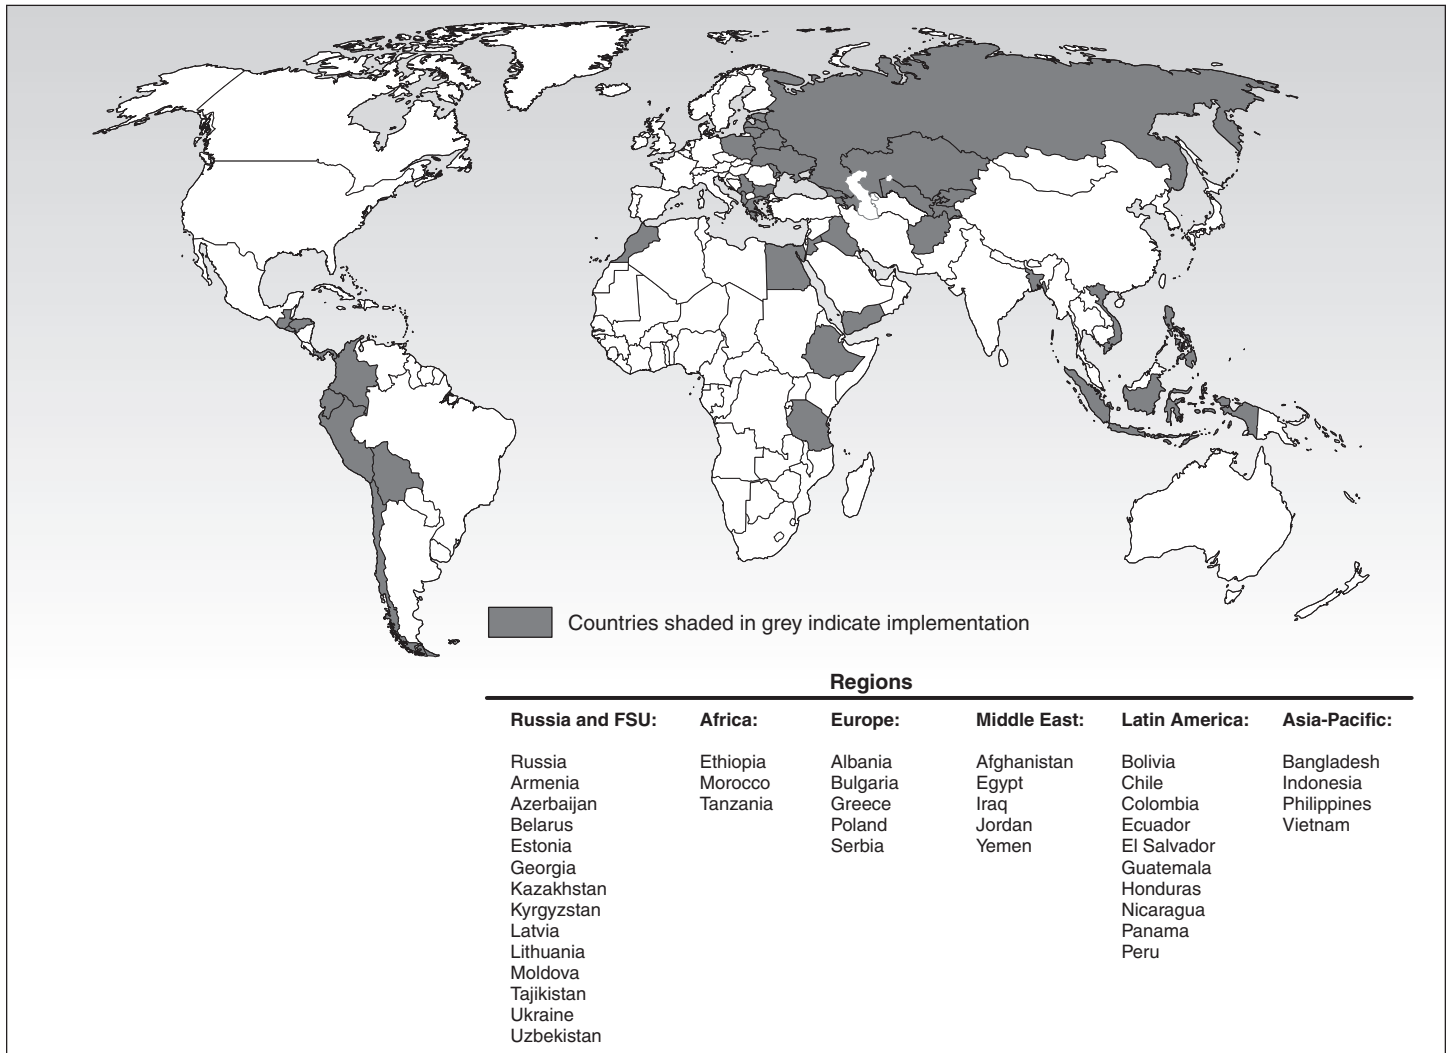 Countries shaded in grey indicate implementation
Regions
Russia and FSU:
Russia
Armenia
Azerbaijan
Belarus
Estonia
Georgia
Kazakhstan
Kyrgyzstan
Latvia
Lithuania
Moldova
Tajikistan
Ukraine
Uzbekistan
Africa:
Ethiopia
Morocco
Tanzania
Europe:
Albania
Bulgaria
Greece
Poland
Serbia
Middle East:
Afghanistan
Egypt
Iraq
Jordan
Yemen
Latin America:
Bolivia
Chile
Colombia
Ecuador
El Salvador
Guatemala
Honduras
Nicaragua
Panama
Peru
Asia-Pacific:
Bangladesh
Indonesia
Philippines
Vietnam